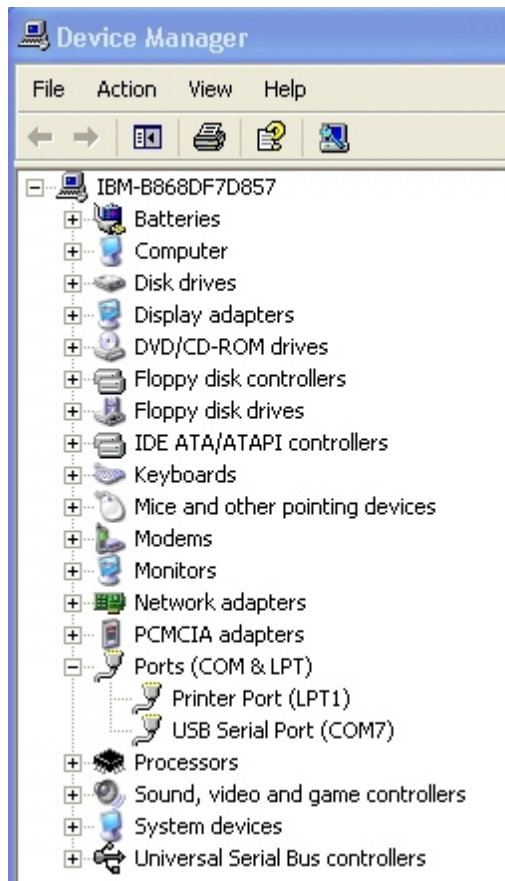 Device Manager
File Action View Help
IBM-B868DF7D857
Batteries
Computer
Disk drives
Display adapters
DVD/CD-ROM drives
Floppy disk controllers
Floppy disk drives
IDE ATA/ATAPI controllers
Keyboards
Mice and other pointing devices
Modems
Monitors
Network adapters
PCMCIA adapters
Ports (COM & LPT)
Printer Port (LPT1)
USB Serial Port (COM7)
Processors
Sound, video and game controllers
System devices
Universal Serial Bus controllers